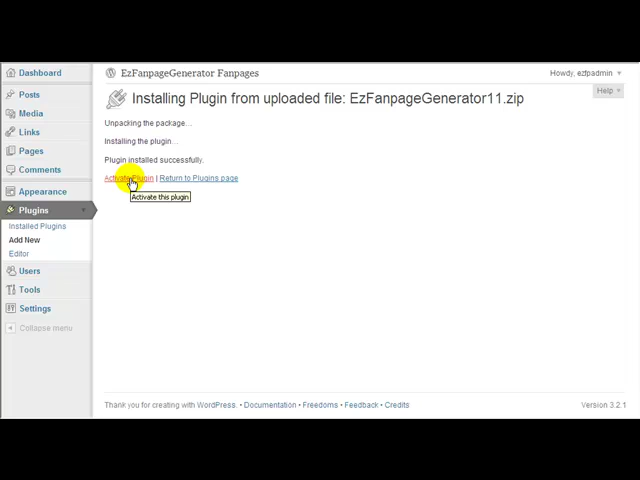 Dashboard
EzFanpageGenerator Fanpages
Howdy, ezfpadmin
Help
Posts
Installing Plugin from uploaded file: EzFanpageGenerator11.zip
Media
Unpacking the package…
Links
Installing the plugin…
Pages
Plugin installed successfully.
Comments
Activate Plugin | Return to Plugins page
Appearance
Activate this plugin
Plugins
Installed Plugins
Add New
Editor
Users
Tools
Settings
Collapse menu
Thank you for creating with WordPress. • Documentation • Freedoms • Feedback • Credits
Version 3.2.1